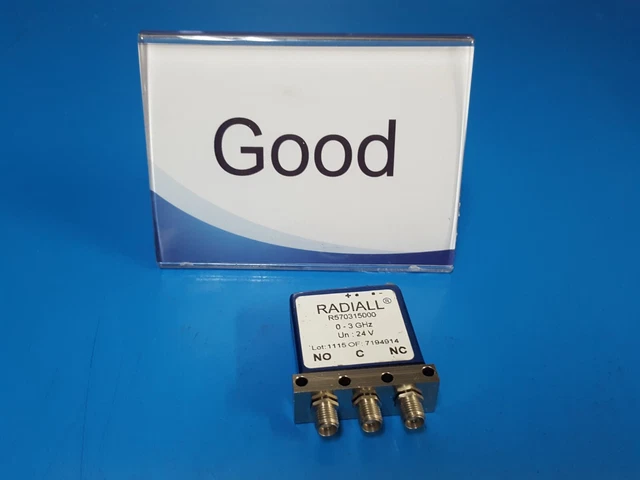 Good
+ • • -
RADIALL®
R570315000
0 - 3 GHz
Un : 24 V
Lot: 1115 OF: 7194914
NO C NC